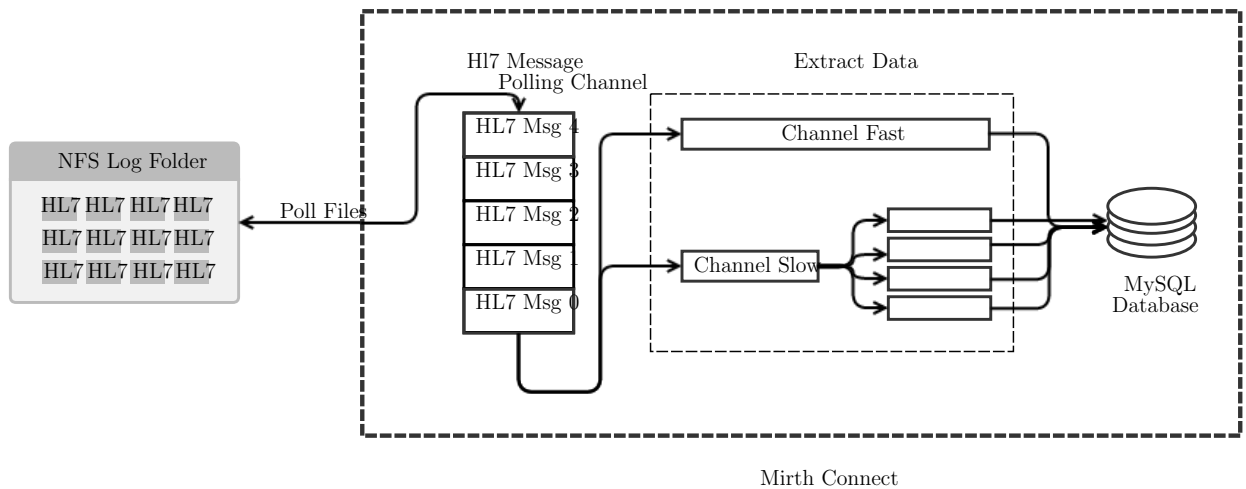 Hl7 Message
Polling Channel
Extract Data
NFS Log Folder
HL7 HL7 HL7 HL7
HL7 HL7 HL7 HL7
HL7 HL7 HL7 HL7
Poll Files
HL7 Msg 4
HL7 Msg 3
HL7 Msg 2
HL7 Msg 1
HL7 Msg 0
Channel Fast
Channel Slow
MySQL
Database
Mirth Connect